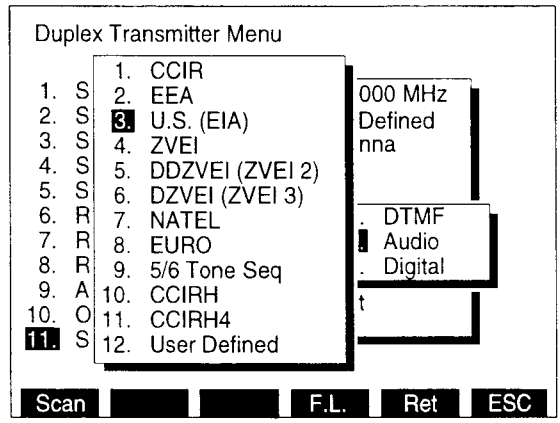 Duplex Transmitter Menu
1. S
2. S
3. S
4. S
5. S
6. R
7. R
8. R
9. A
10. O
11. S
1. CCIR
2. EEA
3. U.S. (EIA)
4. ZVEI
5. DDZVEI (ZVEI 2)
6. DZVEI (ZVEI 3)
7. NATEL
8. EURO
9. 5/6 Tone Seq
10. CCIRH
11. CCIRH4
12. User Defined
000 MHz
Defined
nna
. DTMF
. Audio
. Digital
t
Scan F.L. Ret ESC